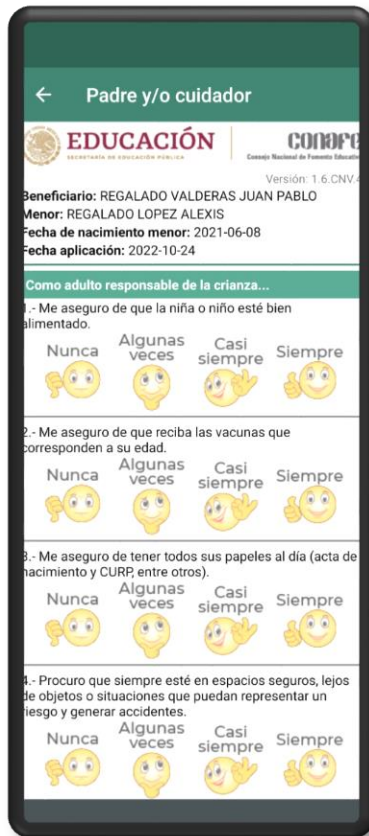 Padre y/o cuidador
EDUCACIÓN
SECRETARÍA DE EDUCACIÓN PÚBLICA
CONAFE
Consejo Nacional de Fomento Educativo
Versión: 1.6.CNV.4
Beneficiario: REGALADO VALDERAS JUAN PABLO
Menor: REGALADO LOPEZ ALEXIS
Fecha de nacimiento menor: 2021-06-08
Fecha aplicación: 2022-10-24
Como adulto responsable de la crianza...
1.- Me aseguro de que la niña o niño esté bien
alimentado.
Nunca Algunas veces Casi siempre Siempre
2.- Me aseguro de que reciba las vacunas que
corresponden a su edad.
Nunca Algunas veces Casi siempre Siempre
3.- Me aseguro de tener todos sus papeles al día (acta de
nacimiento y CURP, entre otros).
Nunca Algunas veces Casi siempre Siempre
4.- Procuro que siempre esté en espacios seguros, lejos
de objetos o situaciones que puedan representar un
riesgo y generar accidentes.
Nunca Algunas veces Casi siempre Siempre